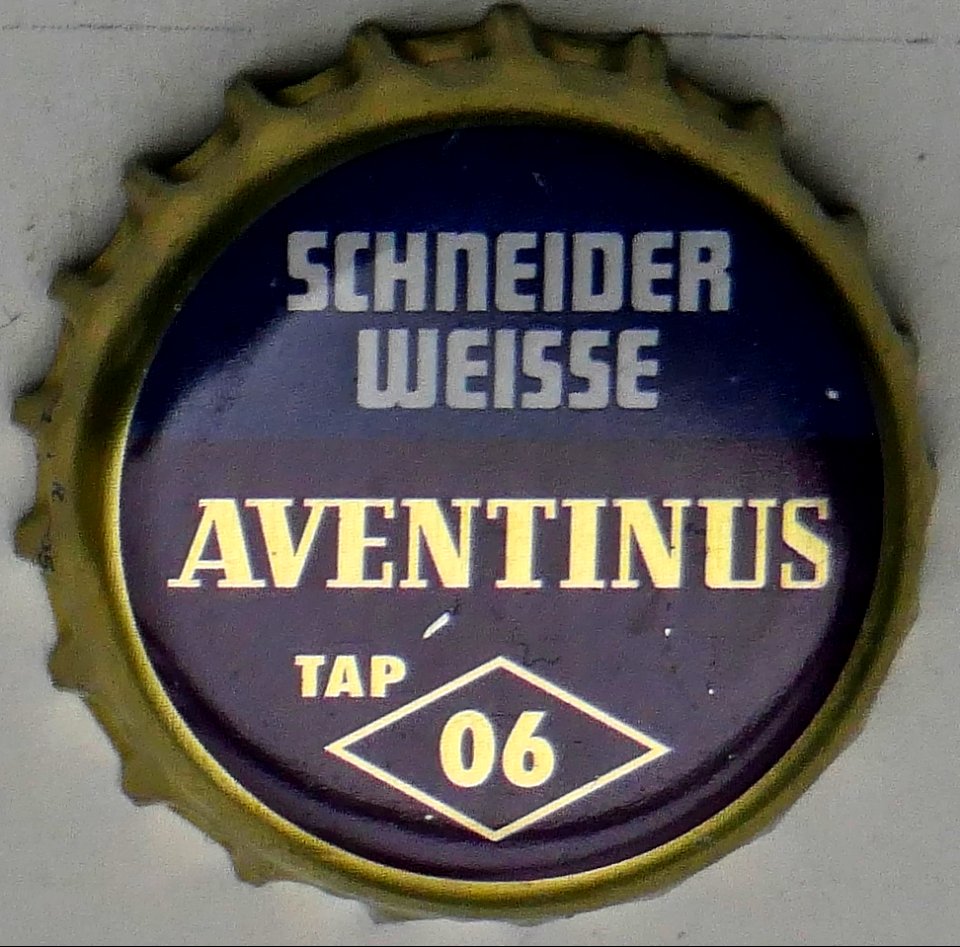 SCHNEIDER
WEISSE
AVENTINUS
TAP
06